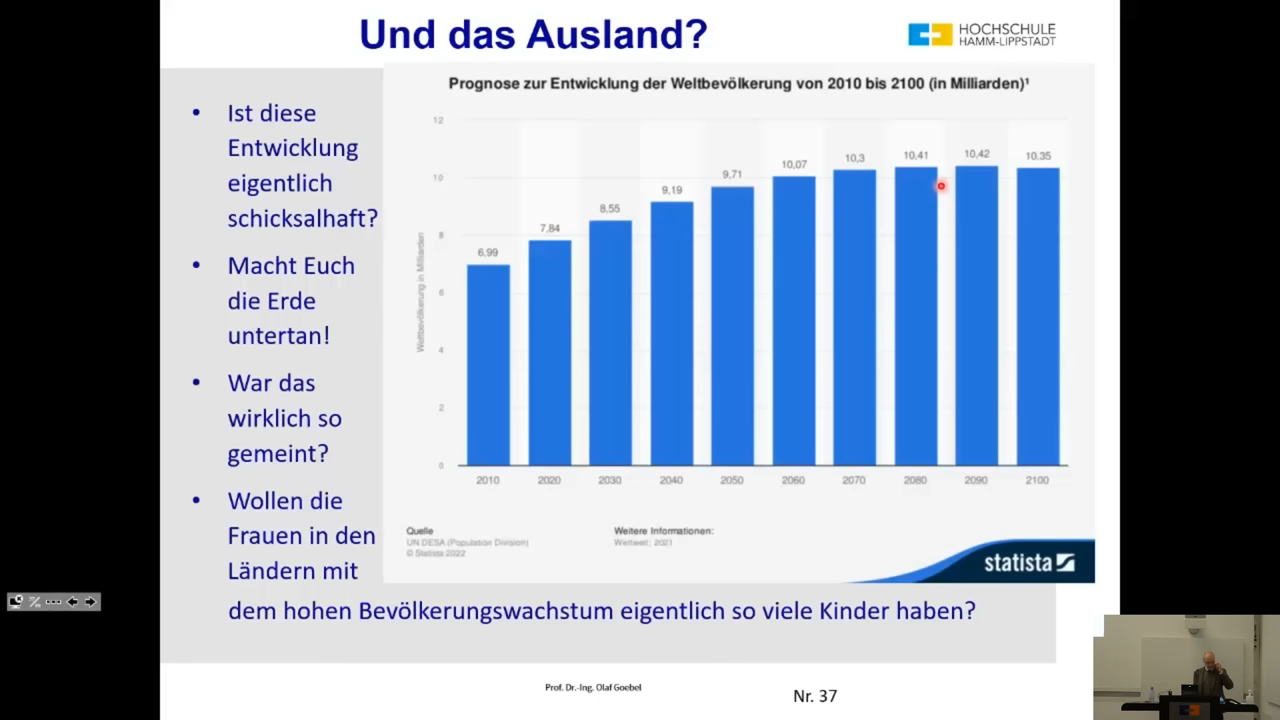 Und das Ausland?
HOCHSCHULE
HAMM-LIPPSTADT
• Ist diese
Entwicklung
eigentlich
schicksalhaft?
• Macht Euch
die Erde
untertan!
• War das
wirklich so
gemeint?
• Wollen die
Frauen in den
Ländern mit
dem hohen Bevölkerungswachstum eigentlich so viele Kinder haben?
Prognose zur Entwicklung der Weltbevölkerung von 2010 bis 2100 (in Milliarden)¹
Weltbevölkerung in Milliarden
12
10
8
6
4
2
0
6,99
7,84
8,55
9,19
9,71
10,07
10,3
10,41
10,42
10,35
2010 2020 2030 2040 2050 2060 2070 2080 2090 2100
Quelle
UN DESA (Population Division)
© Statista 2022
Weitere Informationen:
Weltweit; 2021
statista
Prof. Dr.-Ing. Olaf Goebel
Nr. 37